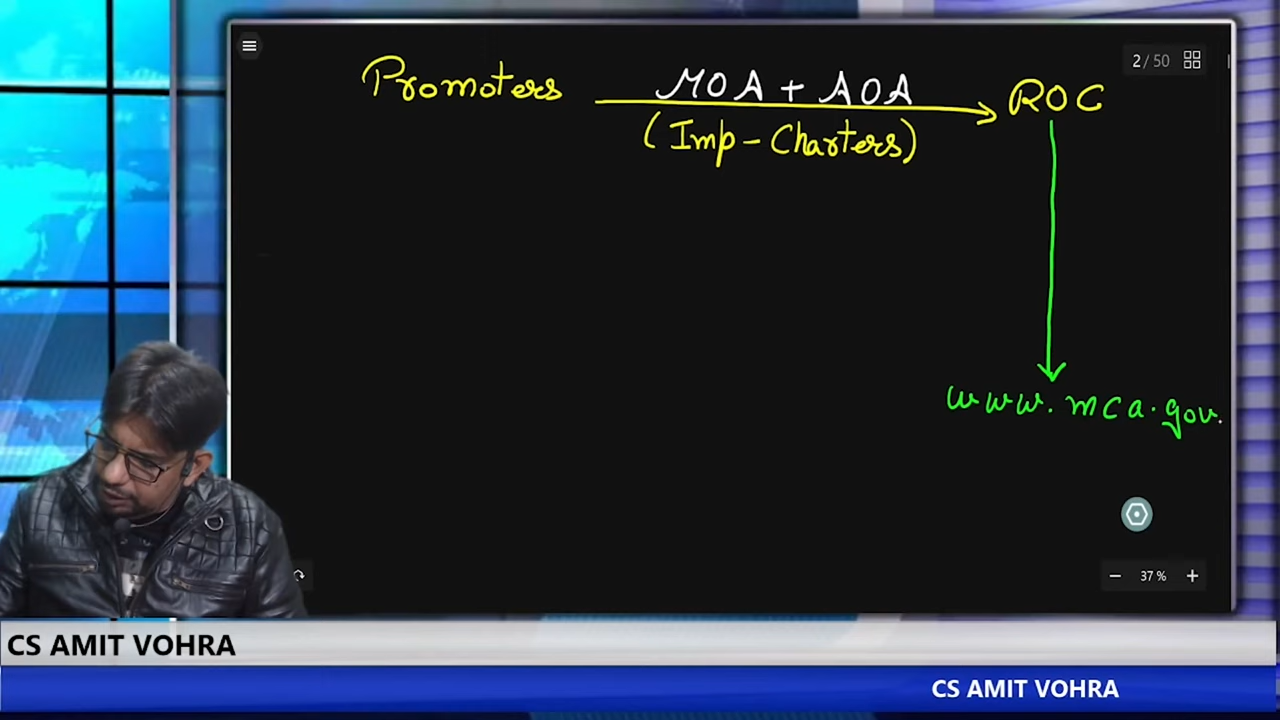 2/50
Promoters MOA + AOA ROC
(Imp - Charters)
www.mca.gov.
37 %
CS AMIT VOHRA
CS AMIT VOHRA